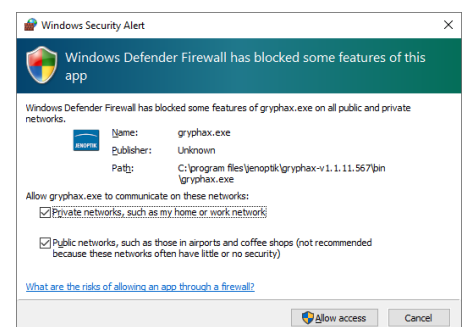 Windows Security Alert
Windows Defender Firewall has blocked some features of this
app
Windows Defender Firewall has blocked some features of gryphax.exe on all public and private
networks.
JENOPTIK
Name: gryphax.exe
Publisher: Unknown
Path: C:\program files\jenoptik\gryphax-v1.1.11.567\bin
\gryphax.exe
Allow gryphax.exe to communicate on these networks:
Private networks, such as my home or work network
Public networks, such as those in airports and coffee shops (not recommended
because these networks often have little or no security)
What are the risks of allowing an app through a firewall?
Allow access Cancel